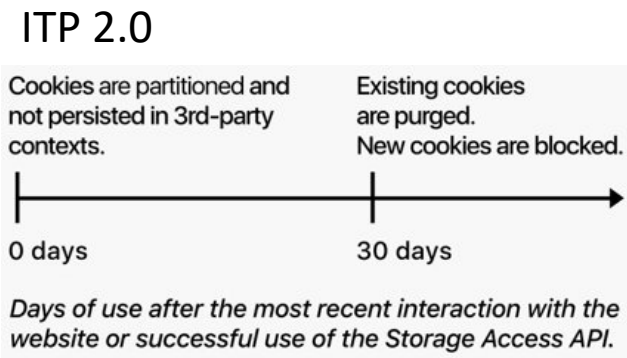 ITP 2.0
Cookies are partitioned and
not persisted in 3rd-party
contexts.
Existing cookies
are purged.
New cookies are blocked.
0 days
30 days
Days of use after the most recent interaction with the
website or successful use of the Storage Access API.